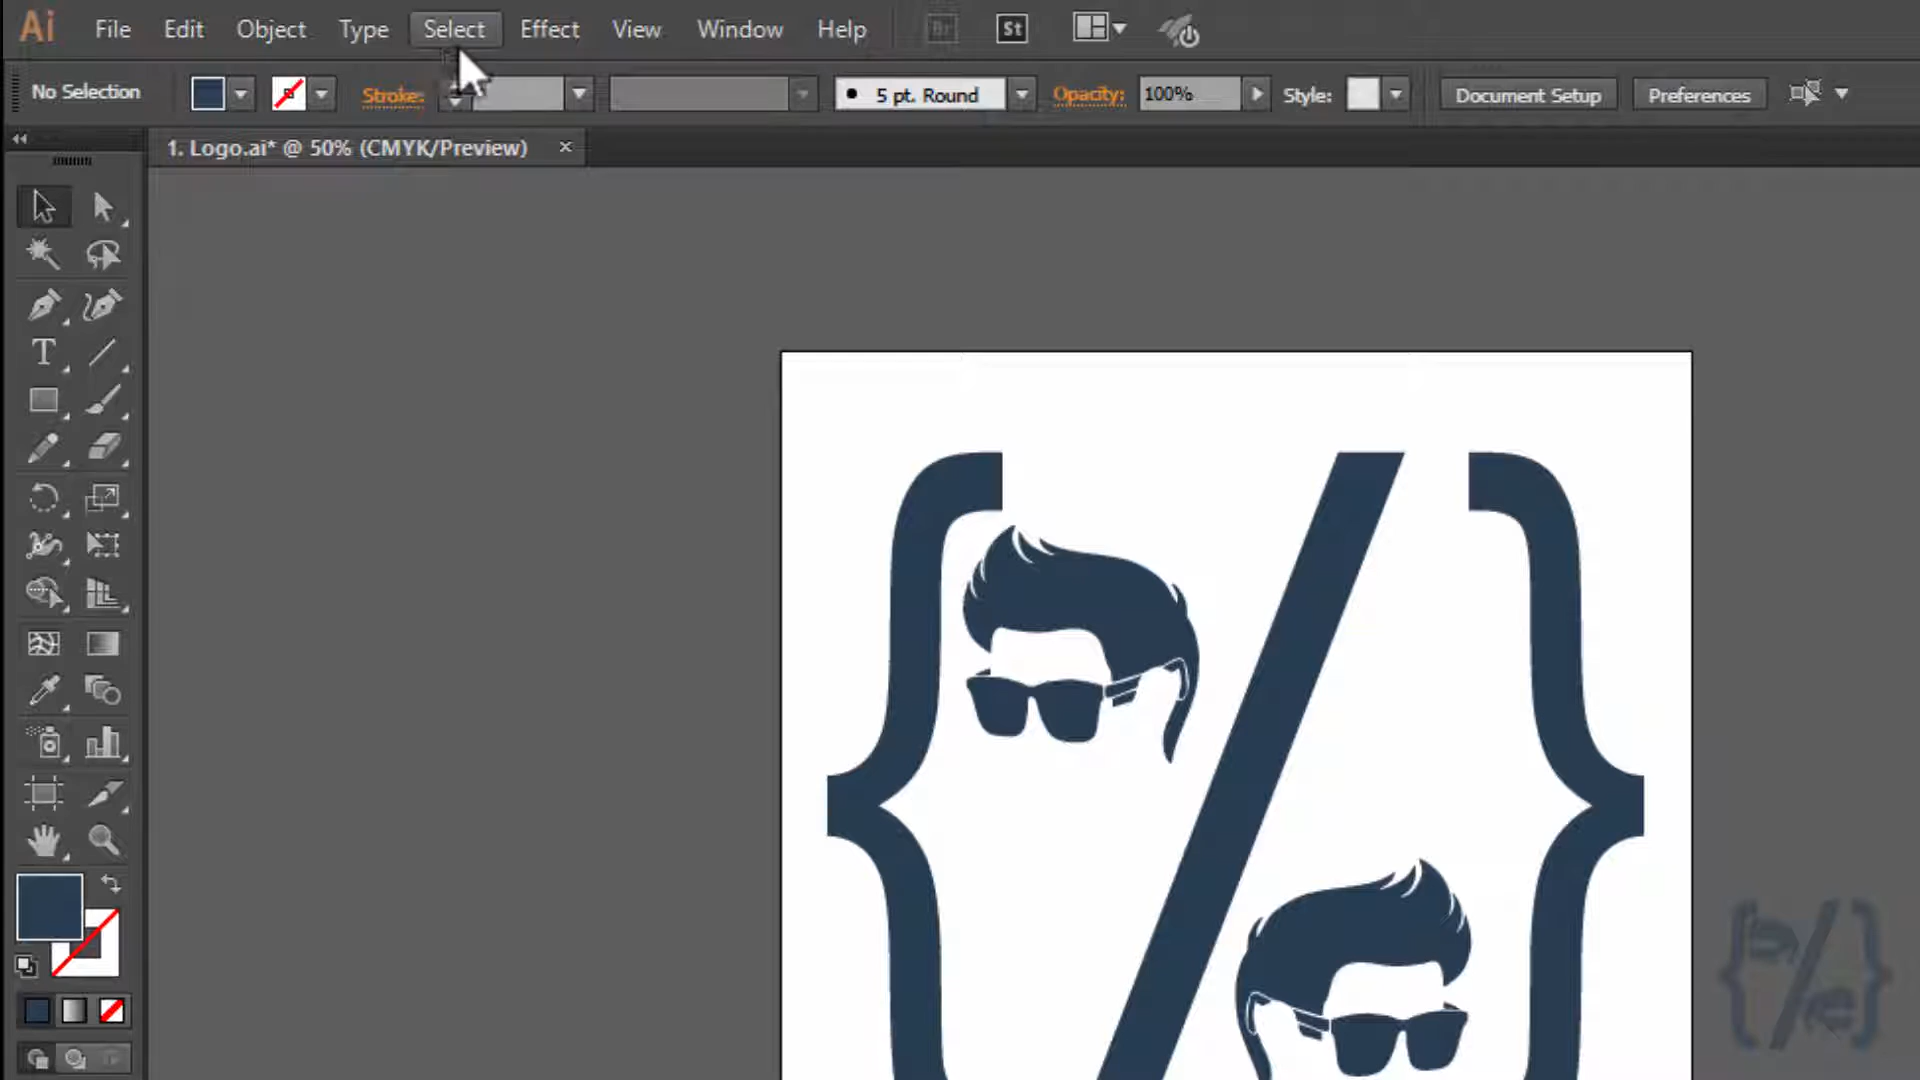 Ai File Edit Object Type Select Effect View Window Help Br St
No Selection Stroke: 5 pt. Round Opacity: 100% Style: Document Setup Preferences
1. Logo.ai* @ 50% (CMYK/Preview) ×
T
{ / }